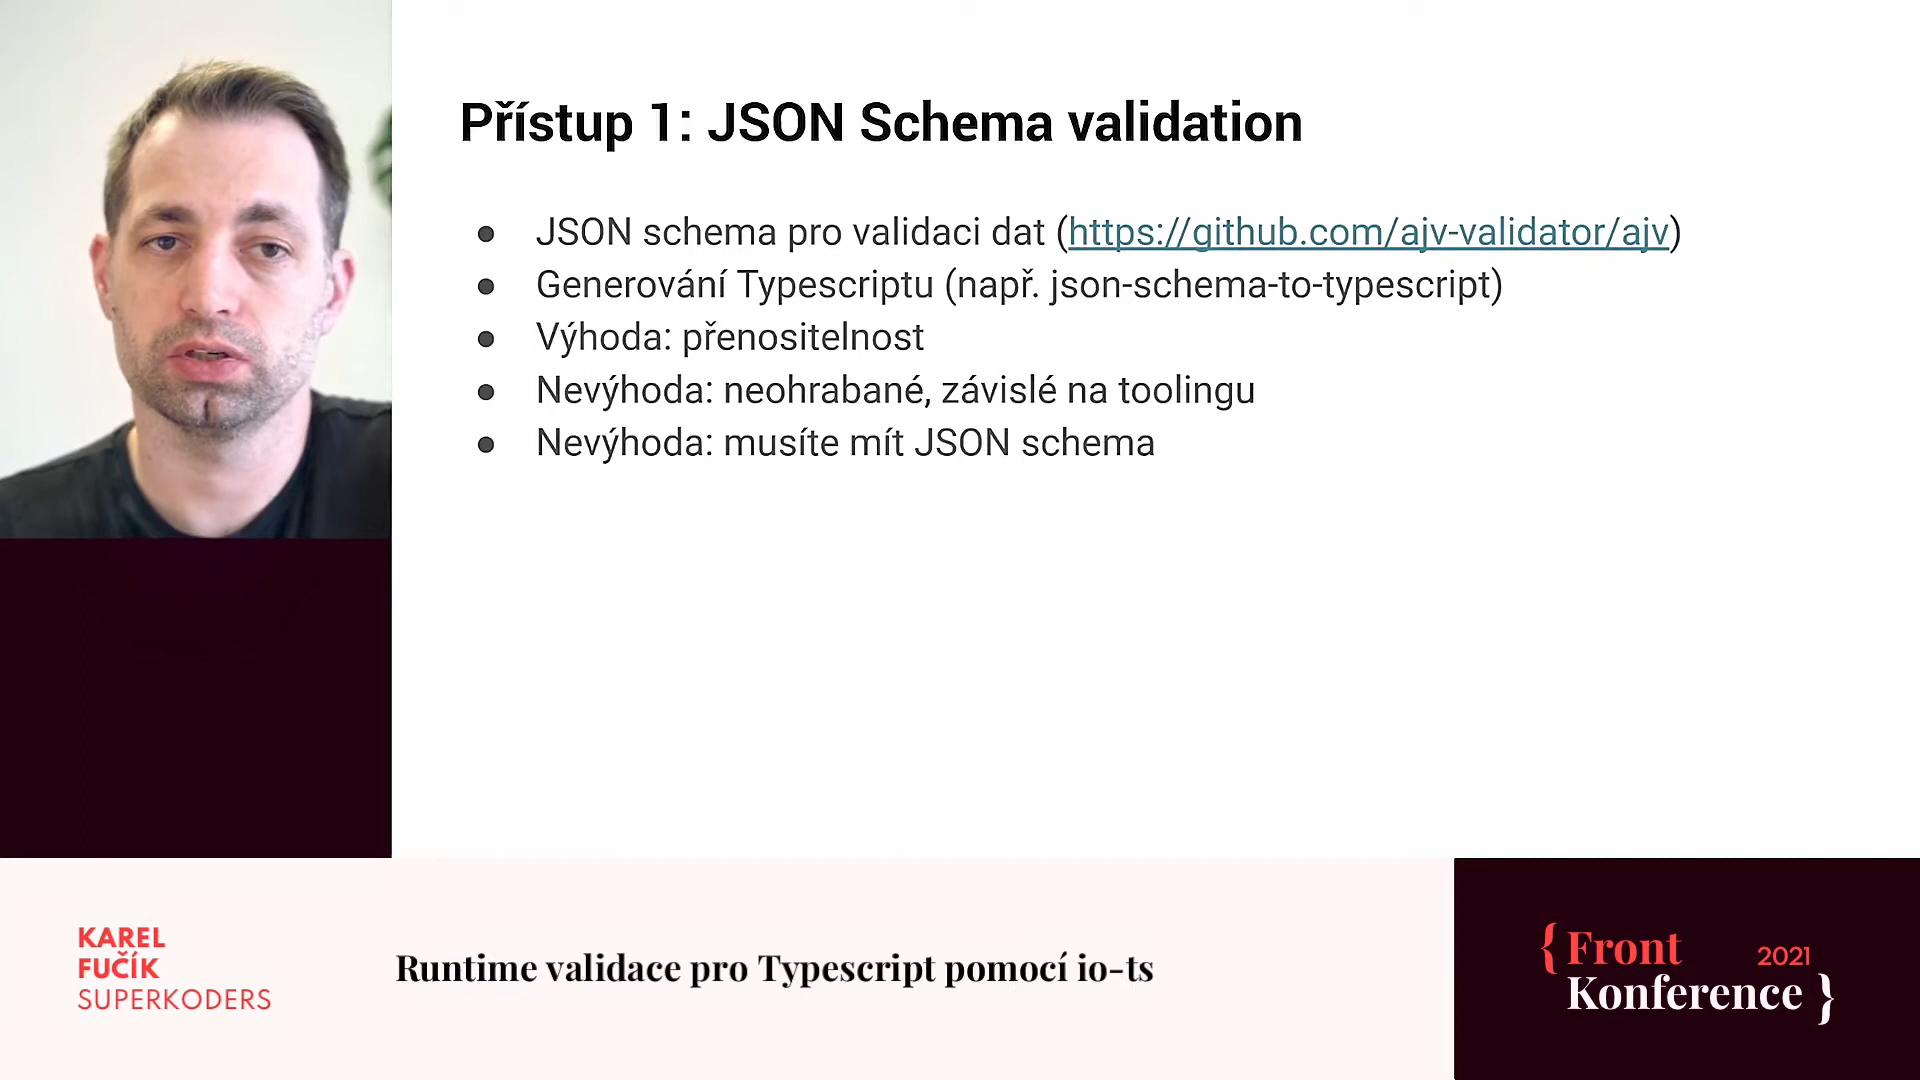 Přístup 1: JSON Schema validation
● JSON schema pro validaci dat (https://github.com/ajv-validator/ajv)
● Generování Typescriptu (např. json-schema-to-typescript)
● Výhoda: přenositelnost
● Nevýhoda: neohrabané, závislé na toolingu
● Nevýhoda: musíte mít JSON schema
KAREL
FUČÍK
SUPERKODERS
Runtime validace pro Typescript pomocí io-ts
{ Front 2021
Konference }